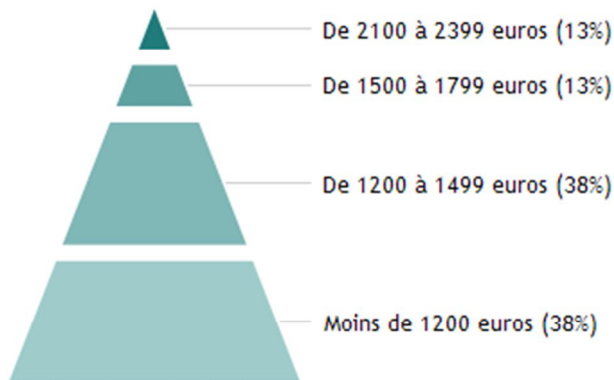 De 2100 à 2399 euros (13%)
De 1500 à 1799 euros (13%)
De 1200 à 1499 euros (38%)
Moins de 1200 euros (38%)